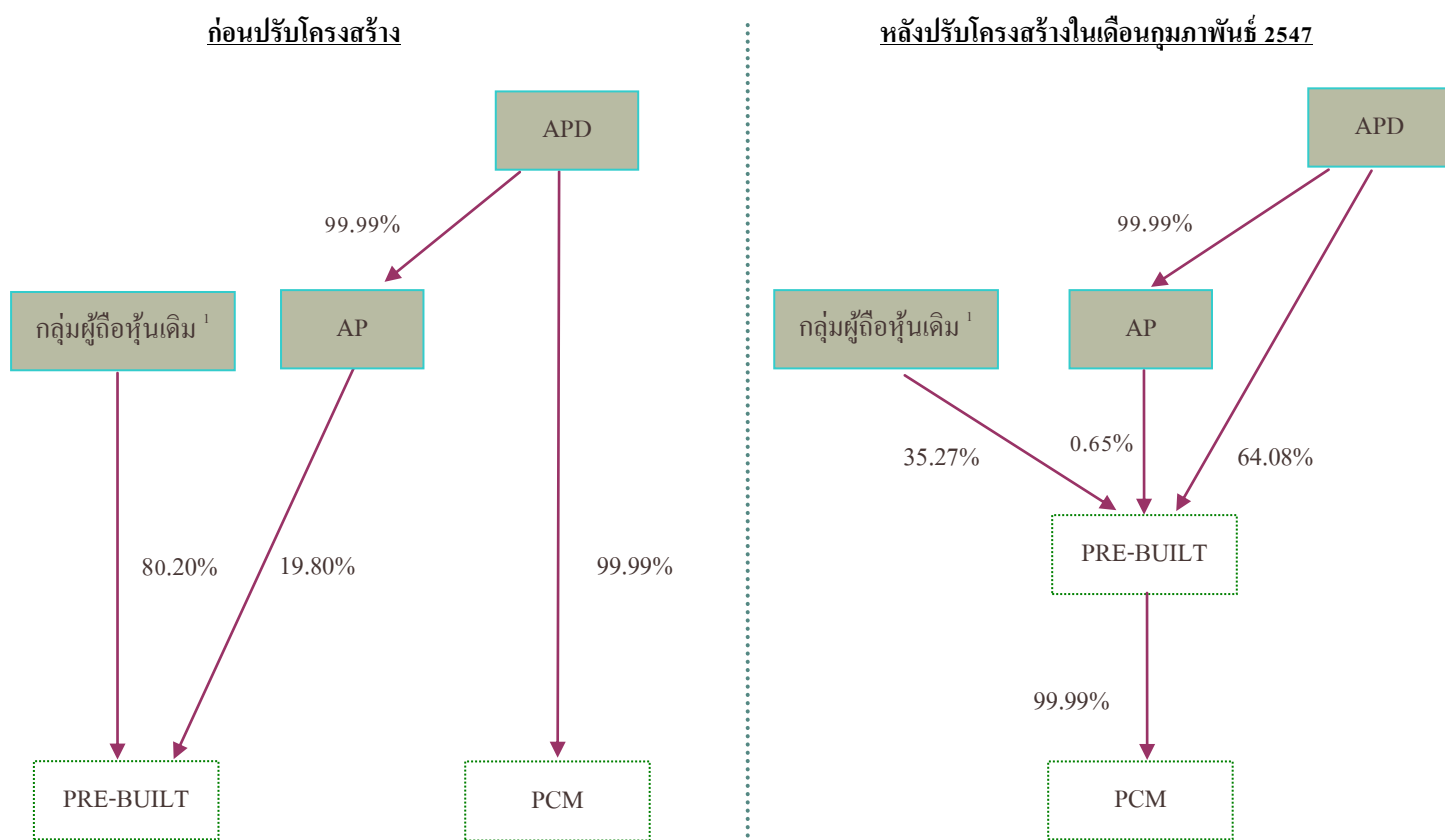 ก่อนปรับโครงสร้าง
APD
99.99%
กลุ่มผู้ถือหุ้นเดิม 1
AP
80.20%
19.80%
99.99%
PRE-BUILT
PCM
หลังปรับโครงสร้างในเดือนกุมภาพันธ์ 2547
APD
99.99%
กลุ่มผู้ถือหุ้นเดิม 1
AP
35.27%
0.65%
64.08%
PRE-BUILT
99.99%
PCM